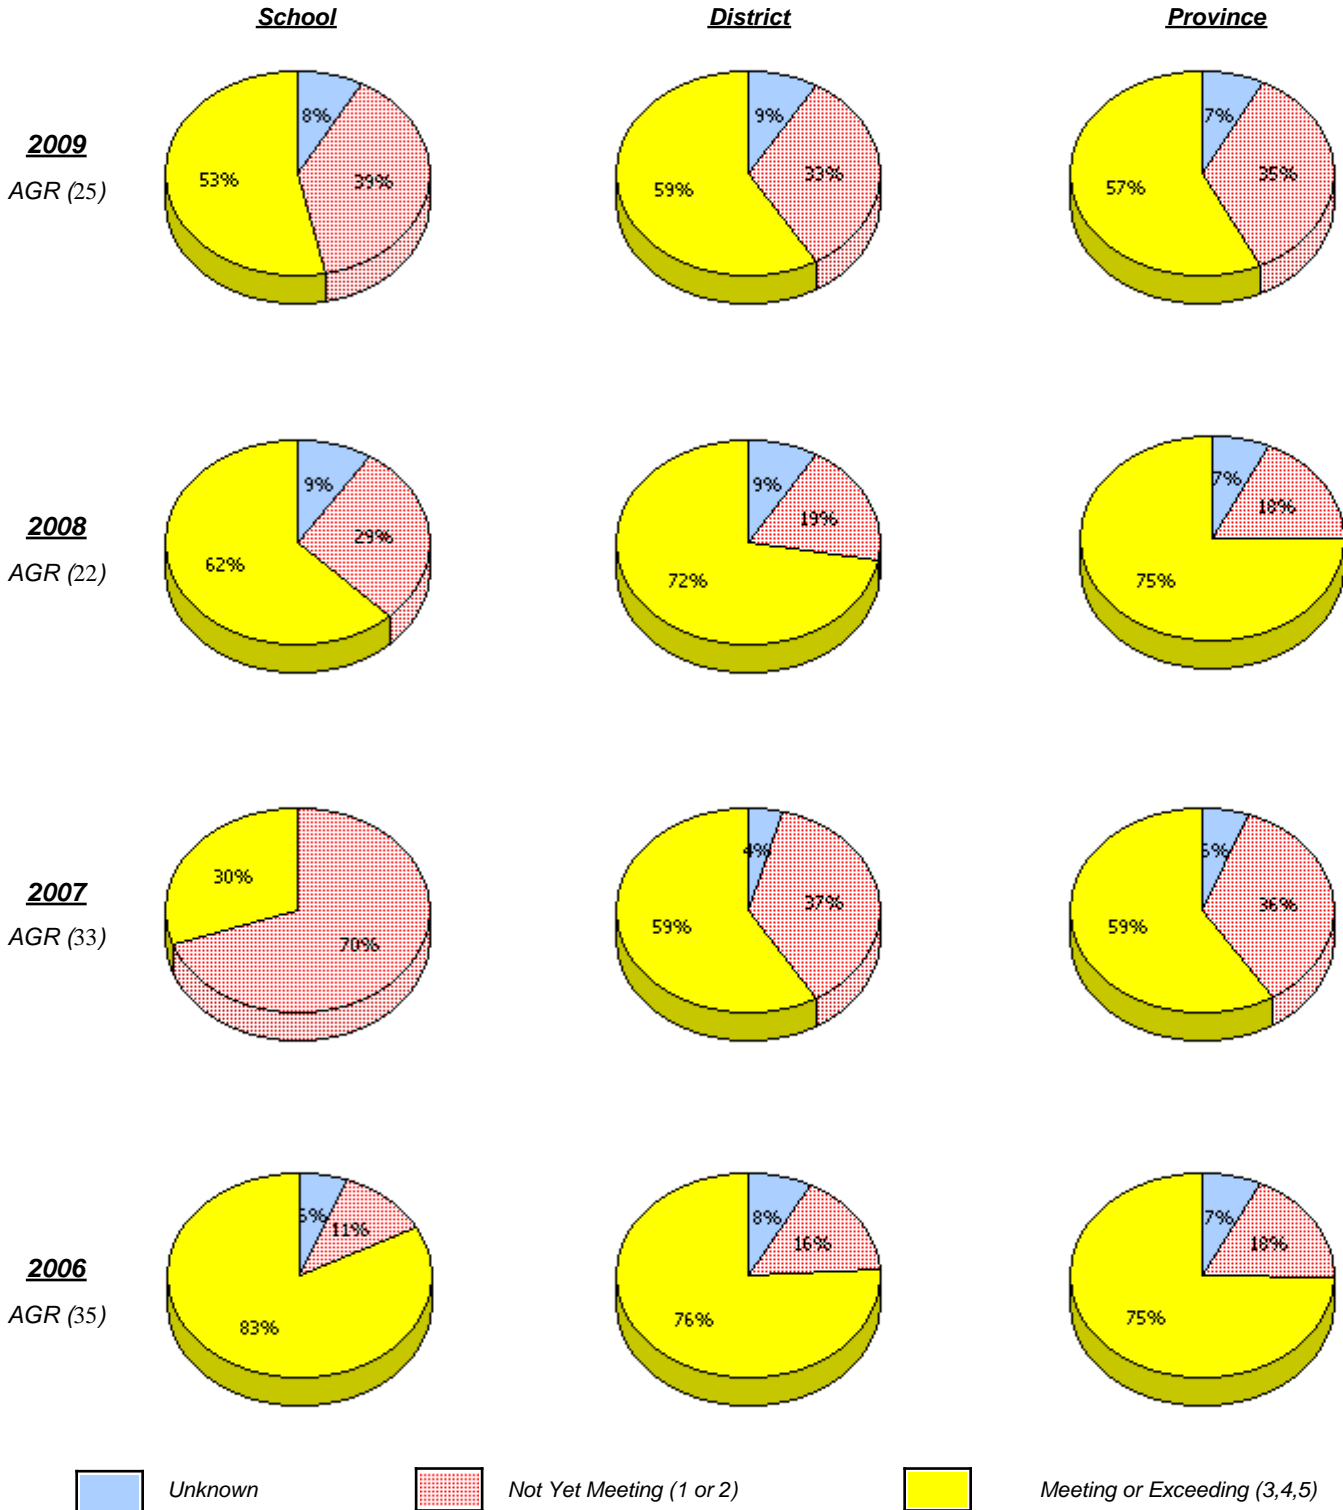 School District Province
8% 9% 7%
2009
53% 39% 59% 33% 57% 35%
AGR (25)
9% 9% 7%
29% 19% 18%
2008
62% 72% 75%
AGR (22)
4%
30% 37% 36%
2007
70% 59% 59%
AGR (33)
8% 7%
11% 16% 18%
2006
83% 76% 75%
AGR (35)
Unknown Not Yet Meeting (1 or 2) Meeting or Exceeding (3,4,5)